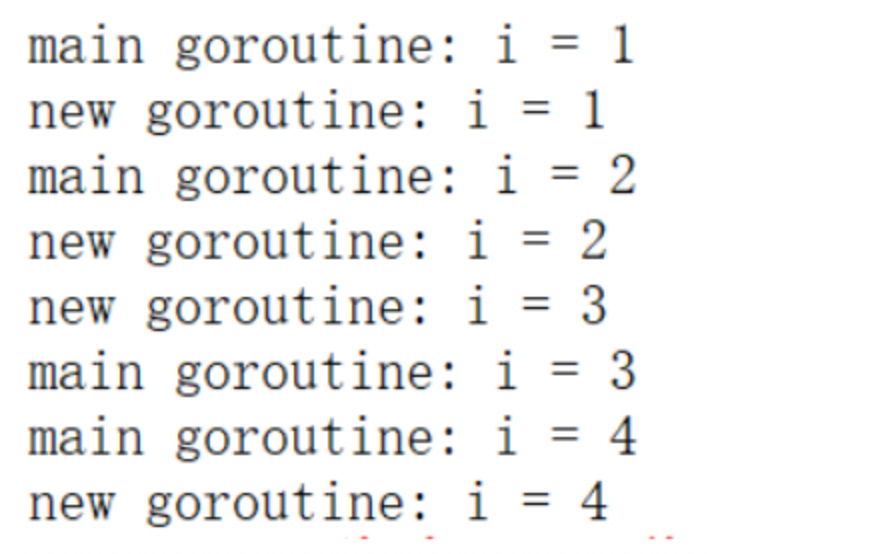 main goroutine: i = 1
new goroutine: i = 1
main goroutine: i = 2
new goroutine: i = 2
new goroutine: i = 3
main goroutine: i = 3
main goroutine: i = 4
new goroutine: i = 4